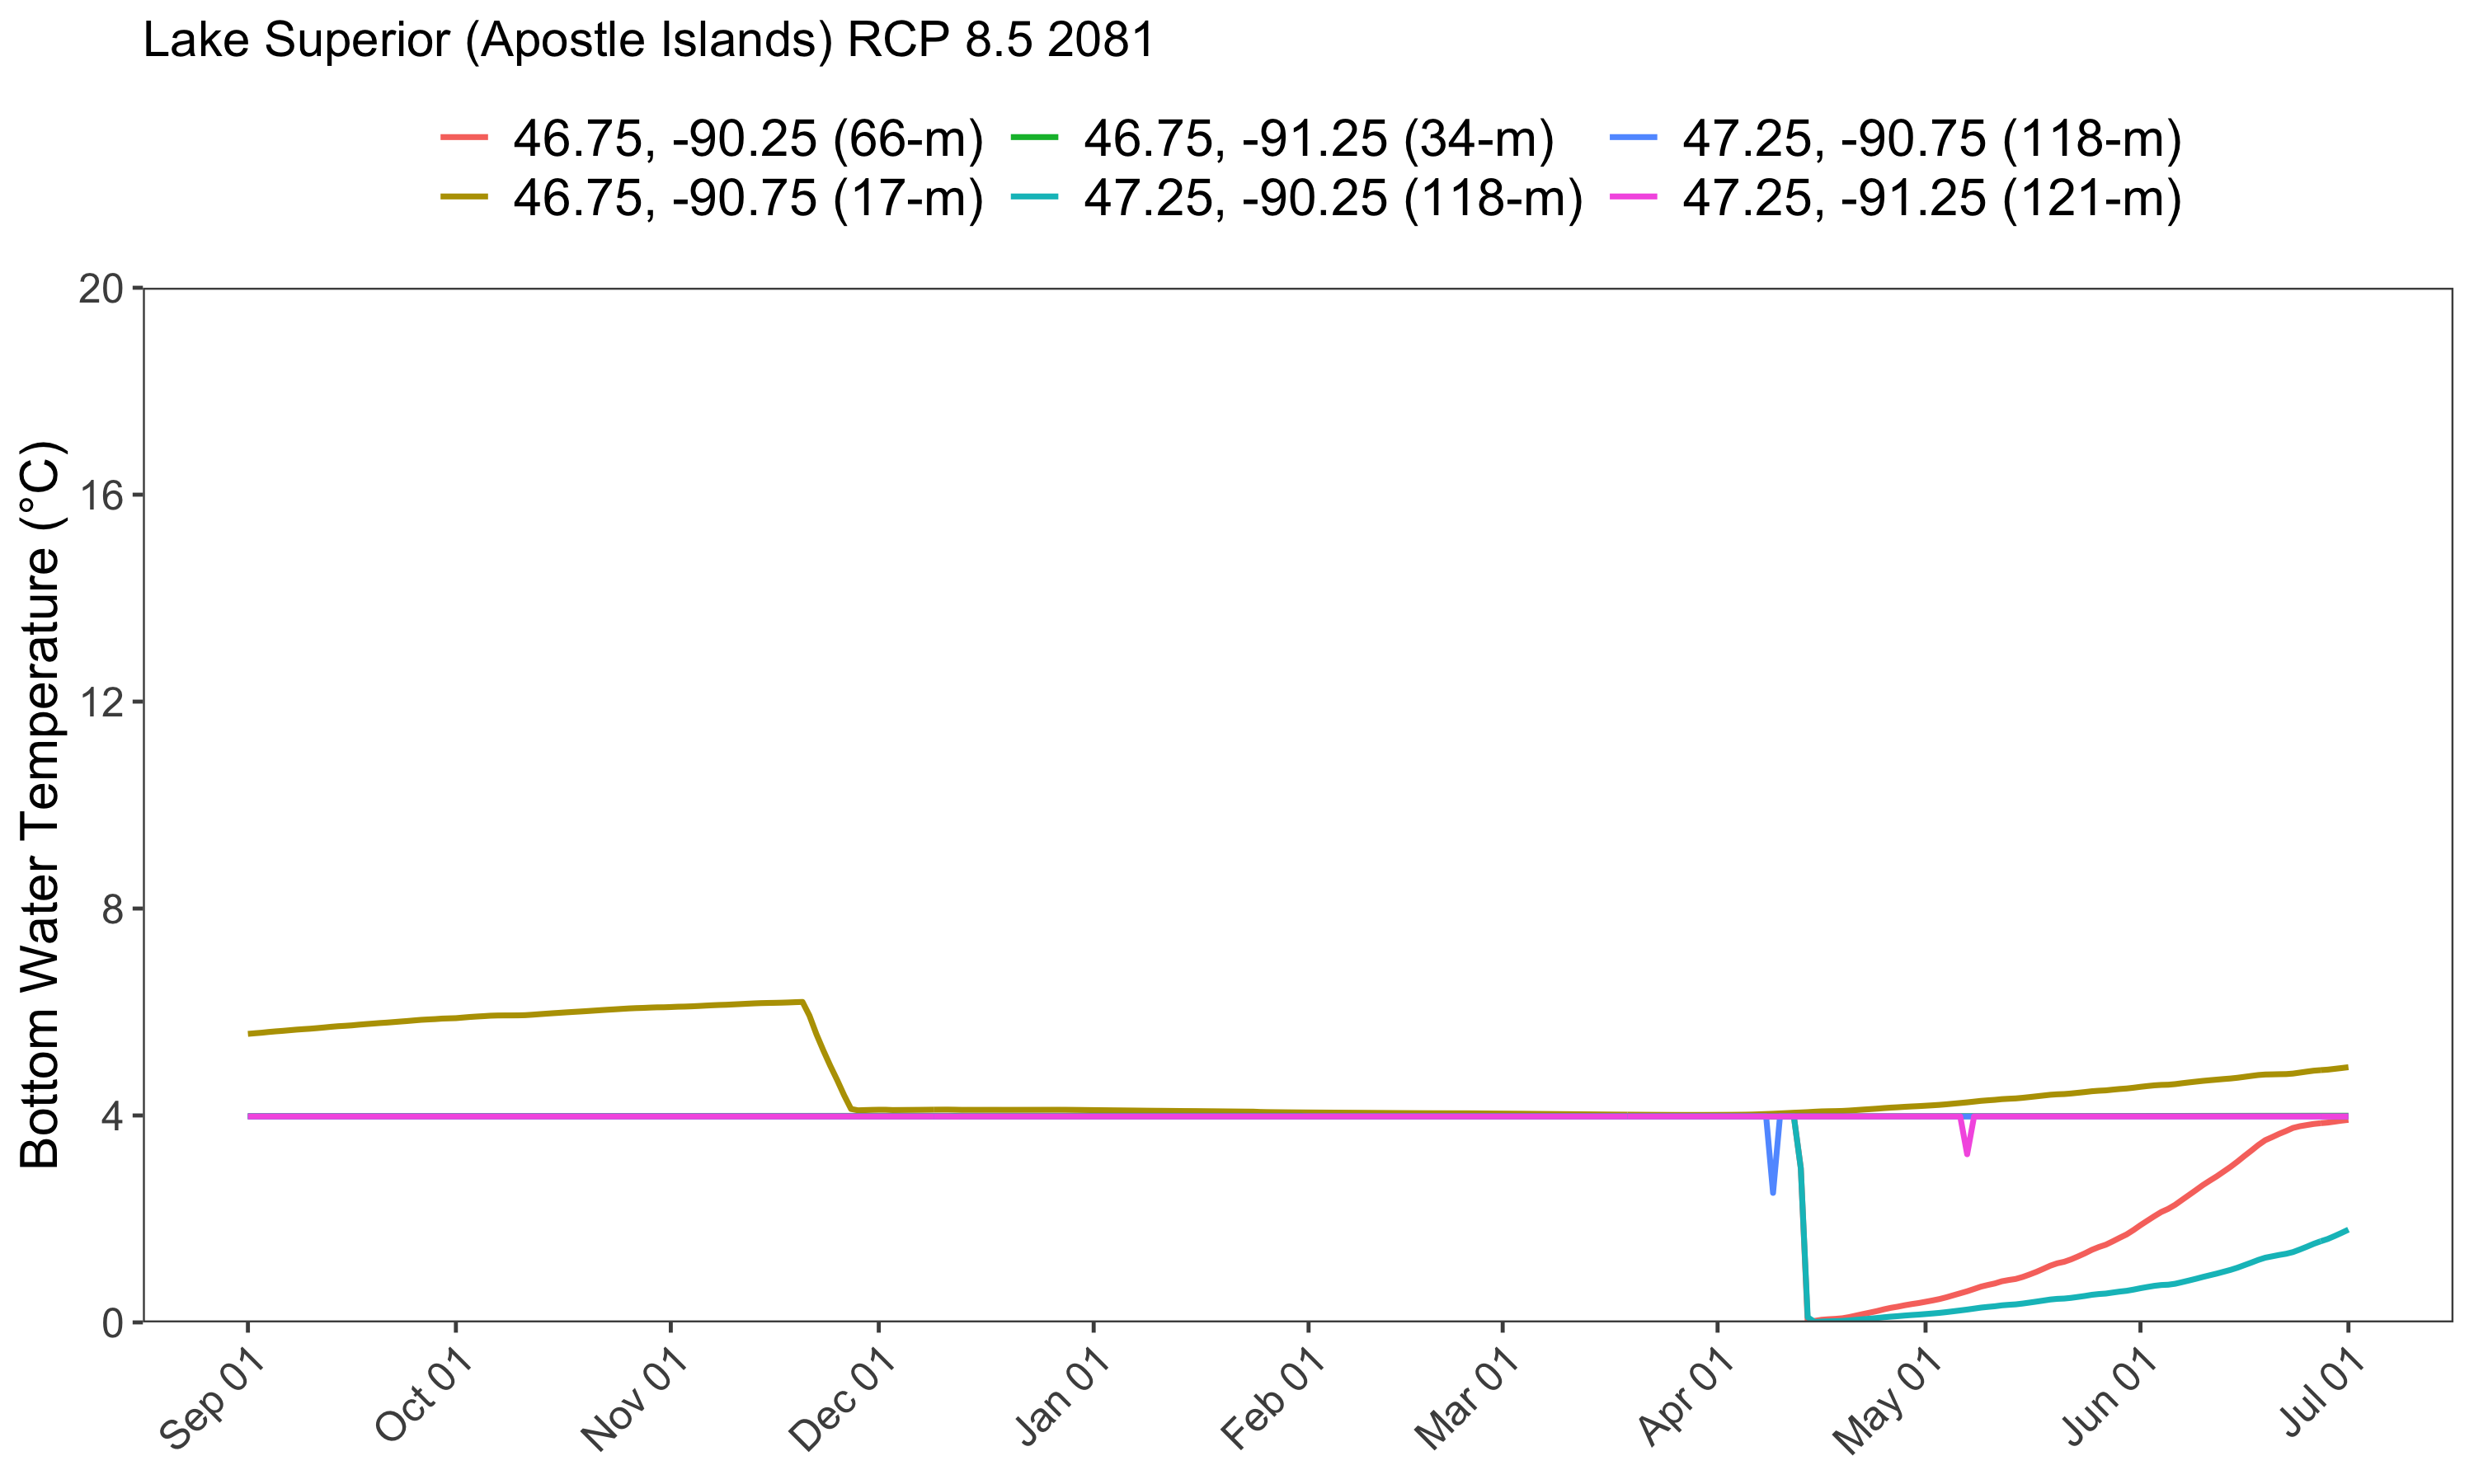 Lake Superior (Apostle Islands) RCP 8.5 2081
46.75, -90.25 (66-m) 46.75, -91.25 (34-m) 47.25, -90.75 (118-m)
46.75, -90.75 (17-m) 47.25, -90.25 (118-m) 47.25, -91.25 (121-m)
Bottom Water Temperature (°C)
20
16
12
8
4
0
Sep 01 Oct 01 Nov 01 Dec 01 Jan 01 Feb 01 Mar 01 Apr 01 May 01 Jun 01 Jul 01